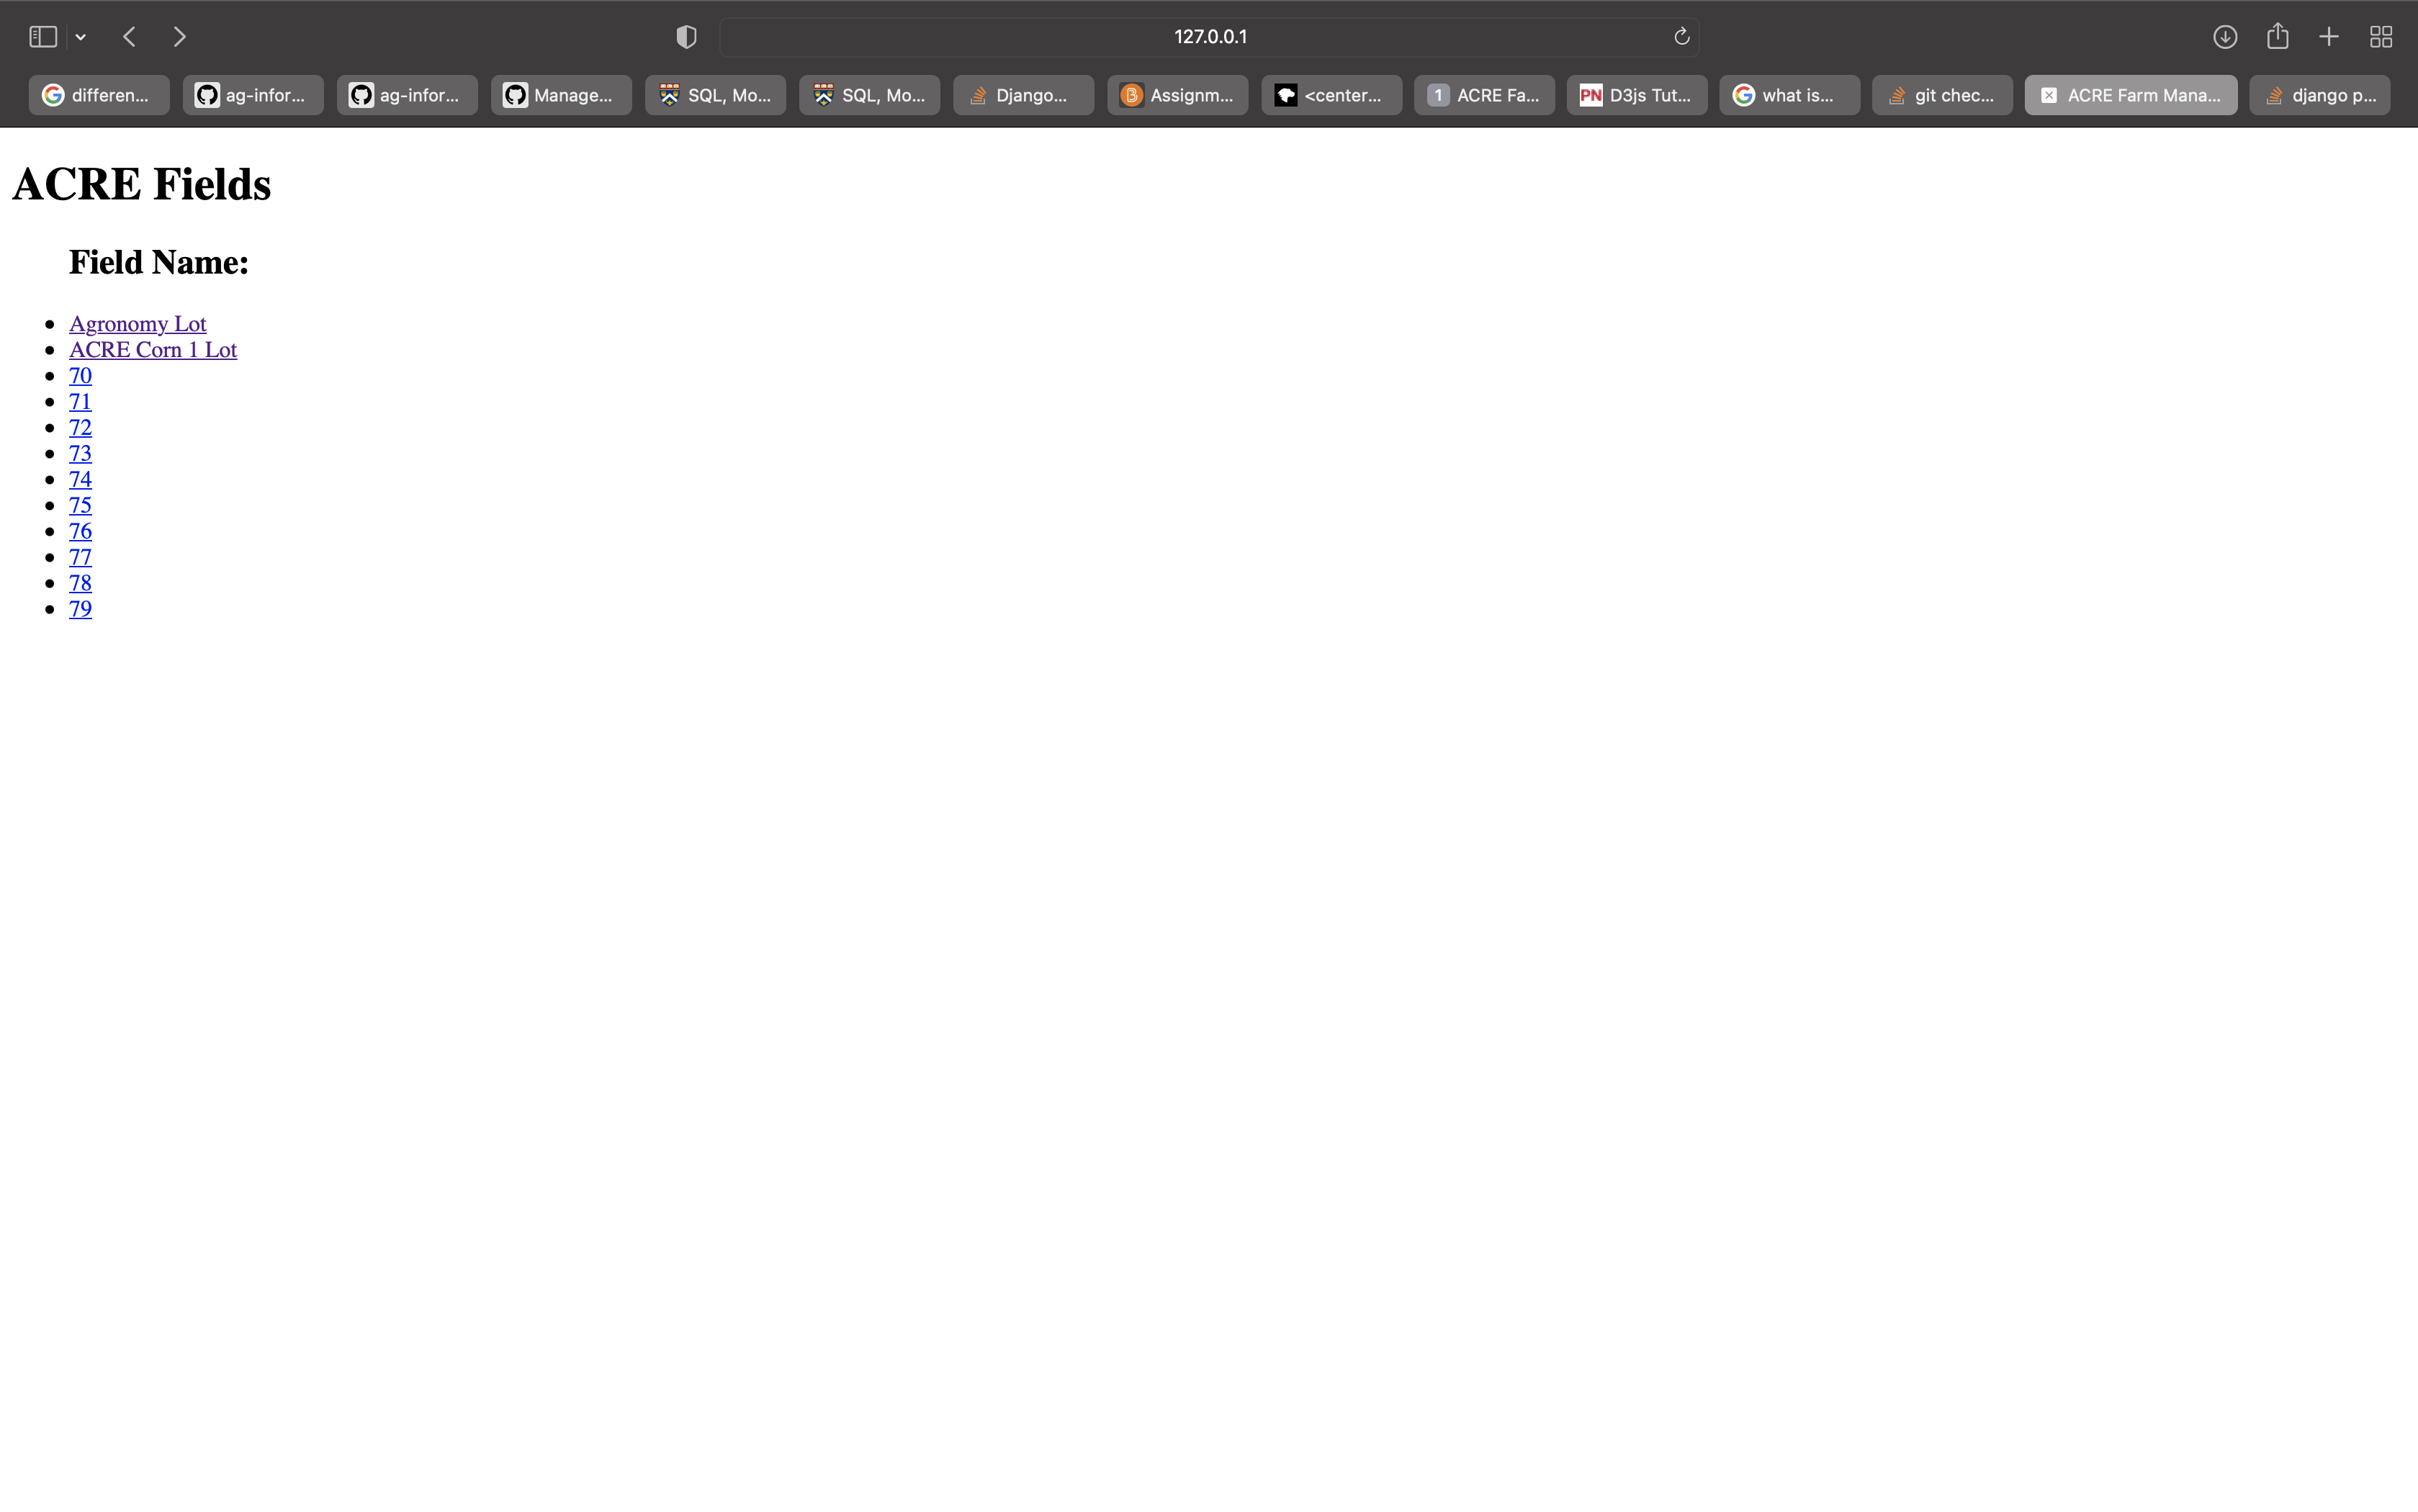 127.0.0.1
differen...
ag-infor...
ag-infor...
Manage...
SQL, Mo...
SQL, Mo...
Django...
Assignm...
<center...
1 ACRE Fa...
PN D3js Tut...
what is...
git chec...
ACRE Farm Mana...
django p...
ACRE Fields
Field Name:
Agronomy Lot
ACRE Corn 1 Lot
70
71
72
73
74
75
76
77
78
79